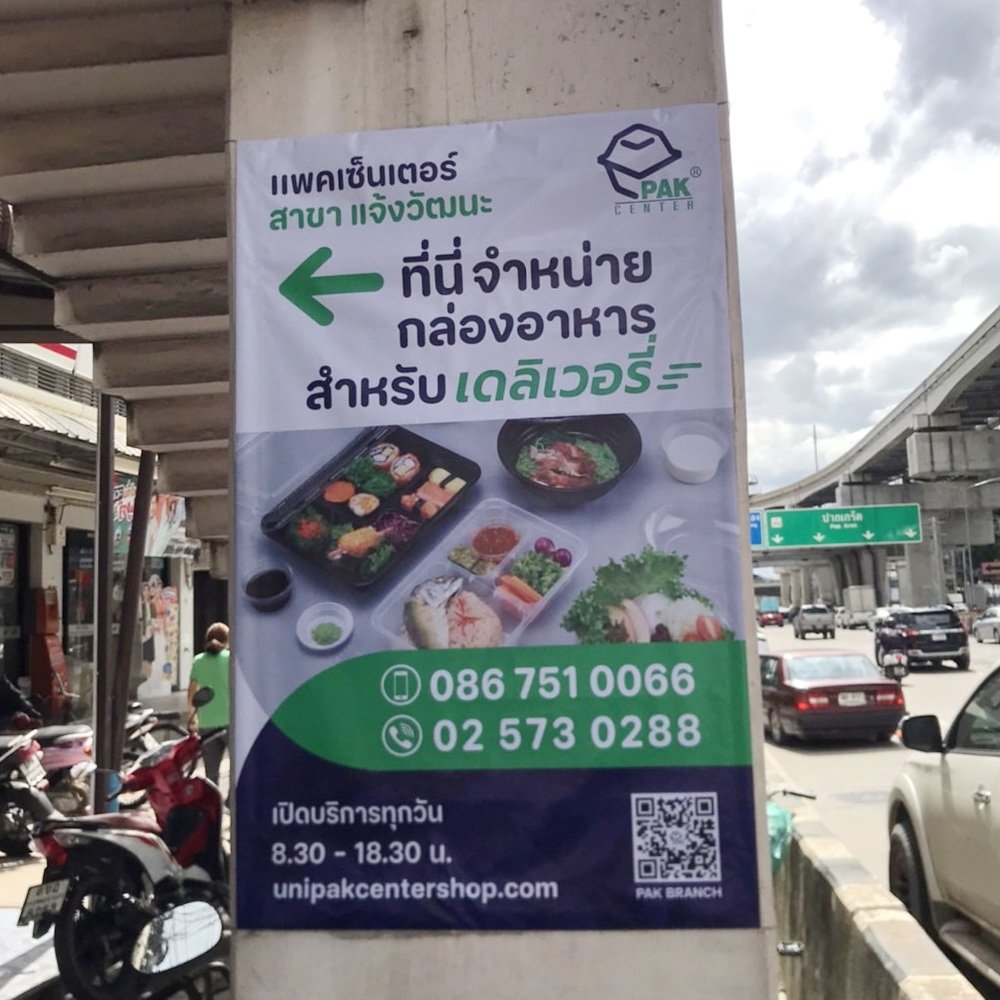 แพคเซ็นเตอร์
สาขา แจ้งวัฒนะ
PAK®
CENTER
ที่นี่ จำหน่าย
กล่องอาหาร
สำหรับ เดลิเวอรี่
086 751 0066
02 573 0288
เปิดบริการทุกวัน
8.30 - 18.30 น.
unipakcentershop.com
PAK BRANCH
ปากเกร็ด
Pak Kret